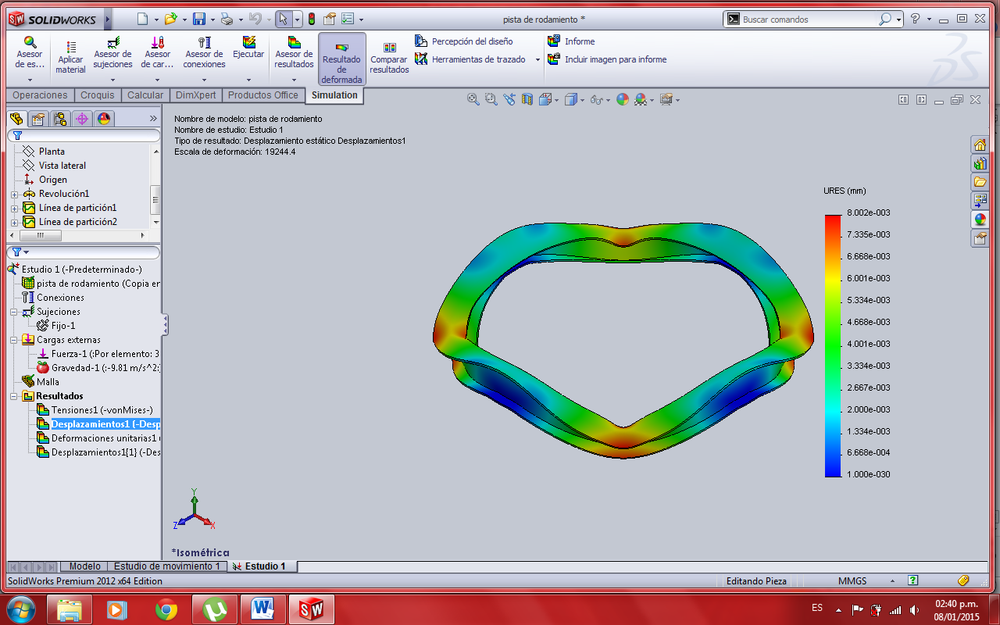 SOLIDWORKS
pista de rodamiento *
Buscar comandos
Asesor de es...
Aplicar material
Asesor de sujeciones
Asesor de car...
Asesor de conexiones
Ejecutar
Asesor de resultados
Resultado de deformada
Comparar resultados
Percepción del diseño
Herramientas de trazado
Informe
Incluir imagen para informe
Operaciones
Croquis
Calcular
DimXpert
Productos Office
Simulation
Planta
Vista lateral
Origen
Revolución1
Línea de partición1
Línea de partición2
Estudio 1 (-Predeterminado-)
pista de rodamiento (Copia en
Conexiones
Sujeciones
Fijo-1
Cargas externas
Fuerza-1 (:Por elemento: 3
Gravedad-1 (:-9.81 m/s^2:
Malla
Resultados
Tensiones1 (-vonMises-)
Desplazamientos1 (-Desp
Deformaciones unitarias1
Desplazamientos1{1} (-Des
Nombre de modelo: pista de rodamiento
Nombre de estudio: Estudio 1
Tipo de resultado: Desplazamiento estático Desplazamientos1
Escala de deformación: 19244.4
URES (mm)
8.002e-003
7.335e-003
6.668e-003
6.001e-003
5.334e-003
4.668e-003
4.001e-003
3.334e-003
2.667e-003
2.000e-003
1.334e-003
6.668e-004
1.000e-030
Y
Z
X
*Isométrica
Modelo
Estudio de movimiento 1
Estudio 1
SolidWorks Premium 2012 x64 Edition
Editando Pieza
MMGS
ES
02:40 p.m.
08/01/2015